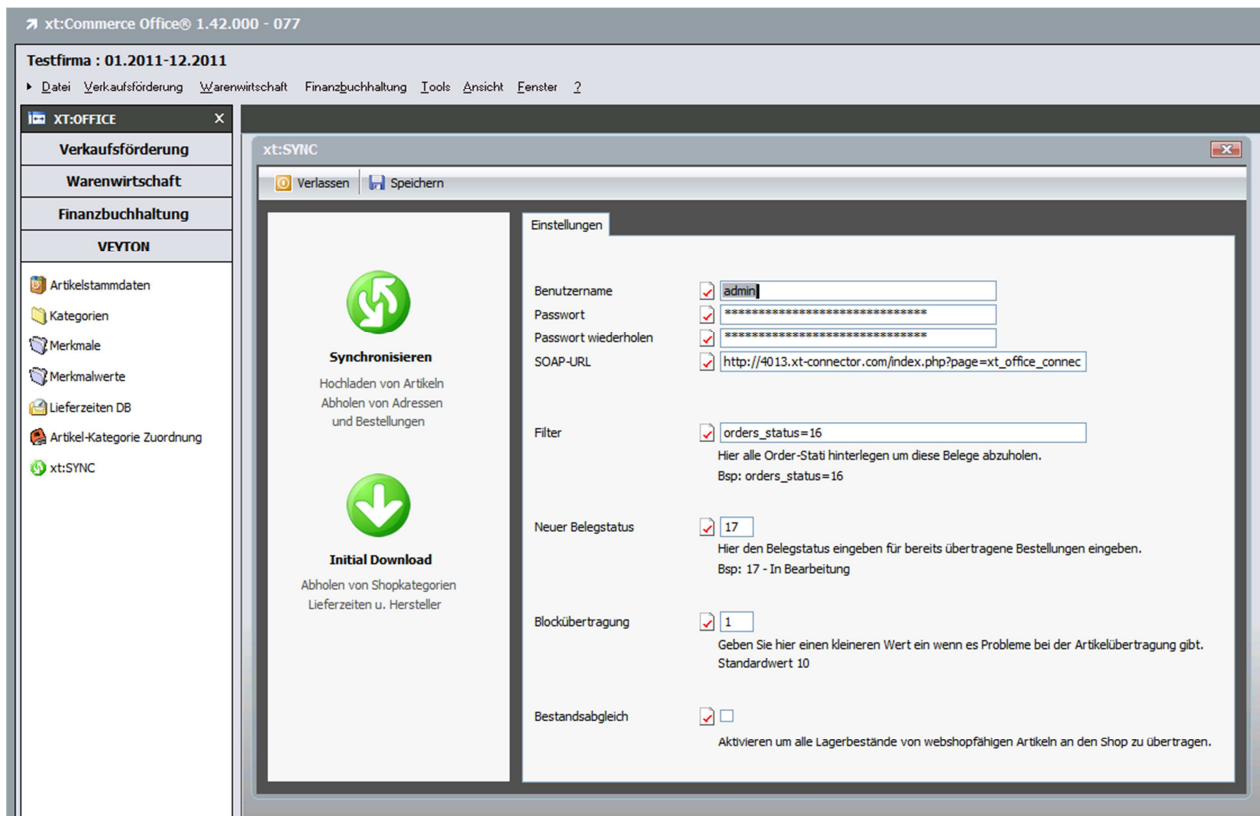 xt:Commerce Office® 1.42.000 - 077
Testfirma : 01.2011-12.2011
Datei Verkaufsförderung Warenwirtschaft Finanzbuchhaltung Tools Ansicht Fenster ?
XT:OFFICE X
Verkaufsförderung
Warenwirtschaft
Finanzbuchhaltung
VEYTON
Artikelstammdaten
Kategorien
Merkmale
Merkmalwerte
Lieferzeiten DB
Artikel-Kategorie Zuordnung
xt:SYNC
xt:SYNC
Verlassen Speichern
Synchronisieren
Hochladen von Artikeln
Abholen von Adressen
und Bestellungen
Initial Download
Abholen von Shopkategorien
Lieferzeiten u. Hersteller
Einstellungen
Benutzername admin
Passwort ******************************
Passwort wiederholen ******************************
SOAP-URL http://4013.xt-connector.com/index.php?page=xt_office_connec
Filter orders_status=16
Hier alle Order-Stati hinterlegen um diese Belege abzuholen.
Bsp: orders_status=16
Neuer Belegstatus 17
Hier den Belegstatus eingeben für bereits übertragene Bestellungen eingeben.
Bsp: 17 - In Bearbeitung
Blockübertragung 1
Geben Sie hier einen kleineren Wert ein wenn es Probleme bei der Artikelübertragung gibt.
Standardwert 10
Bestandsabgleich
Aktivieren um alle Lagerbestände von webshopfähigen Artikeln an den Shop zu übertragen.